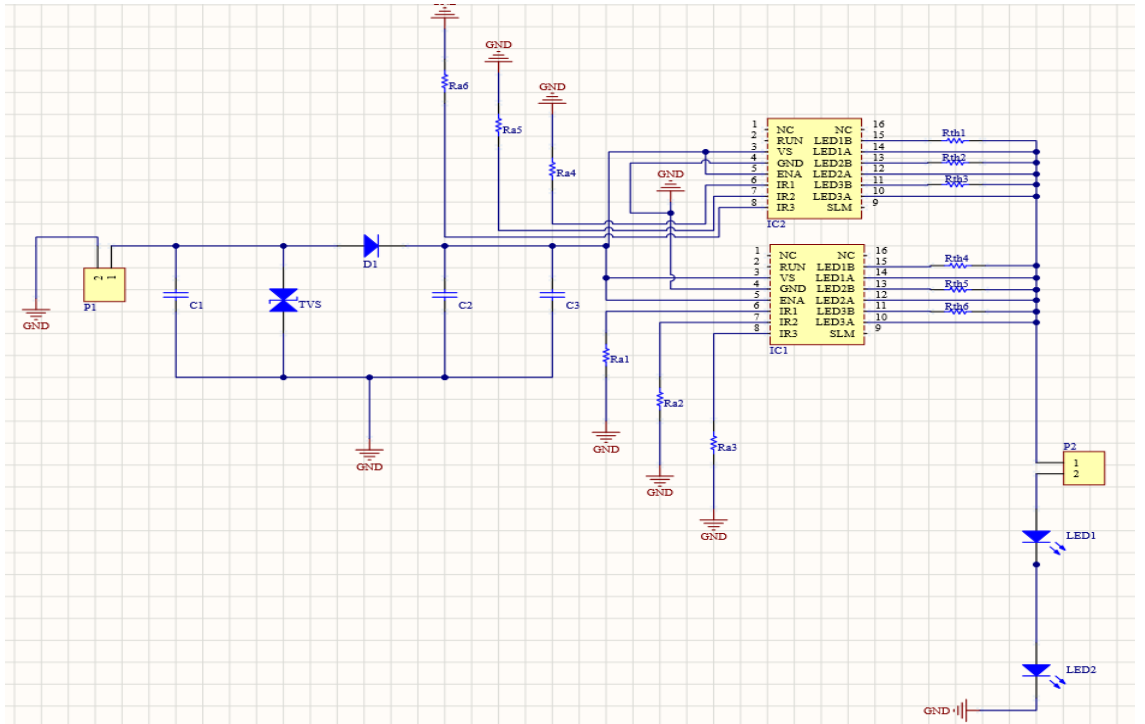 GND
Ra6
GND
Ra5
GND
Ra4
GND
1 NC NC 16
2 RUN LED1B 15
3 VS LED1A 14
4 GND LED2B 13
5 ENA LED2A 12
6 IR1 LED3B 11
7 IR2 LED3A 10
8 IR3 SLM 9
IC2
Rth1
Rth2
Rth3
1 NC NC 16
2 RUN LED1B 15
3 VS LED1A 14
4 GND LED2B 13
5 ENA LED2A 12
6 IR1 LED3B 11
7 IR2 LED3A 10
8 IR3 SLM 9
IC1
Rth4
Rth5
Rth6
2 1
P1
GND
C1
TVS
D1
C2
C3
GND
Ra1
GND
Ra2
GND
Ra3
GND
P2
1
2
LED1
LED2
GND